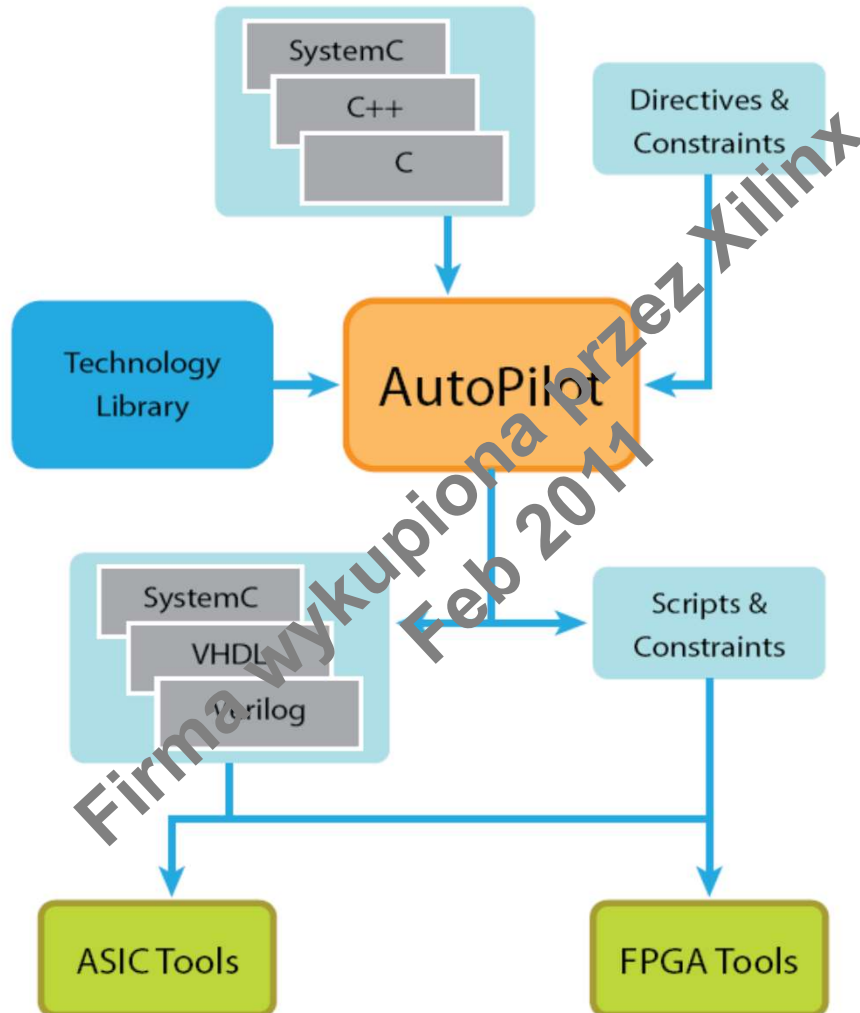 SystemC
C++
C
Directives &
Constraints
Technology
Library
AutoPilot
SystemC
VHDL
Verilog
Scripts &
Constraints
ASIC Tools
FPGA Tools
Firma wykupiona przez Xilinx
Feb 2011